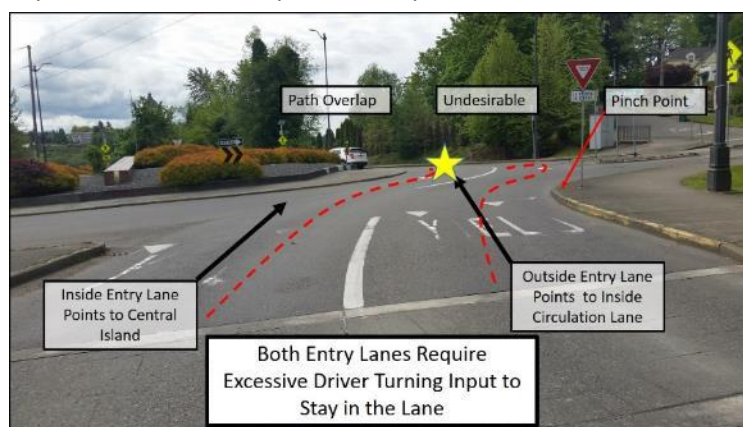 Path Overlap
Undesirable
Pinch Point
Inside Entry Lane
Points to Central
Island
Outside Entry Lane
Points to Inside
Circulation Lane
Both Entry Lanes Require
Excessive Driver Turning Input to
Stay in the Lane